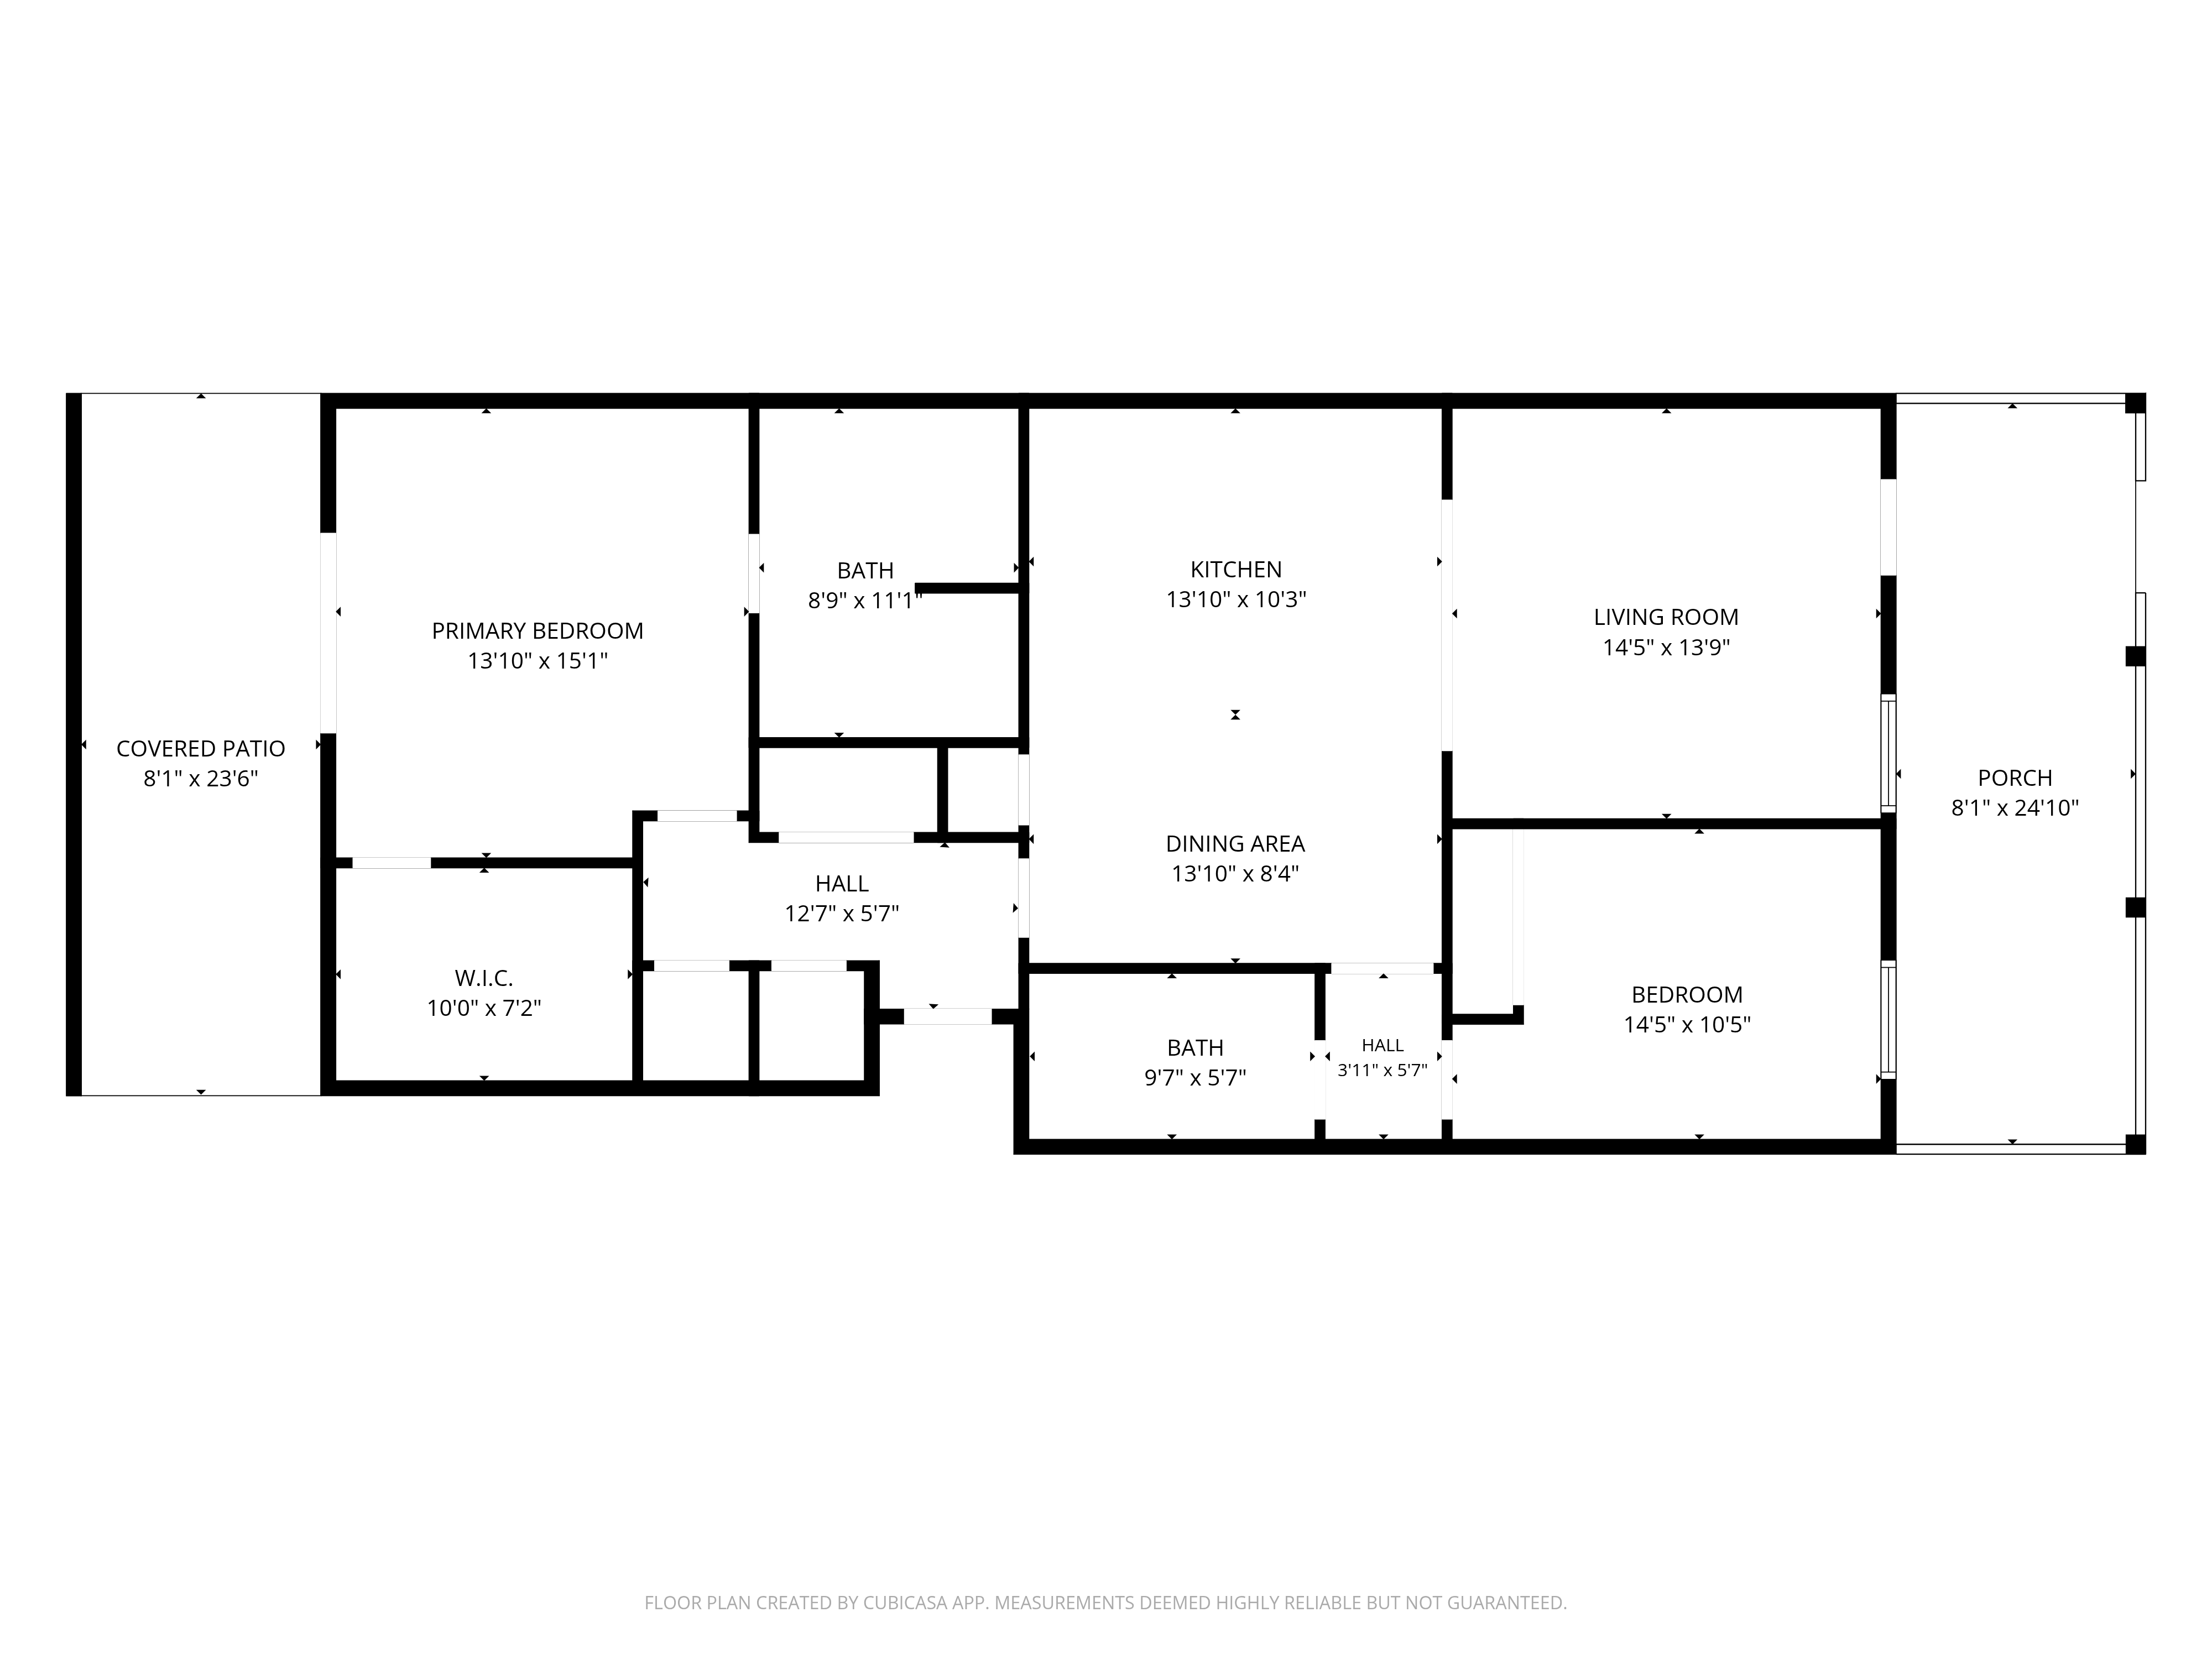 BATH
8'9" x 11'1"
KITCHEN
13'10" x 10'3"
LIVING ROOM
14'5" x 13'9"
PRIMARY BEDROOM
13'10" x 15'1"
COVERED PATIO
8'1" x 23'6"
PORCH
8'1" x 24'10"
DINING AREA
13'10" x 8'4"
HALL
12'7" x 5'7"
W.I.C.
10'0" x 7'2"
BEDROOM
14'5" x 10'5"
BATH
9'7" x 5'7"
HALL
3'11" x 5'7"
FLOOR PLAN CREATED BY CUBICASA APP. MEASUREMENTS DEEMED HIGHLY RELIABLE BUT NOT GUARANTEED.